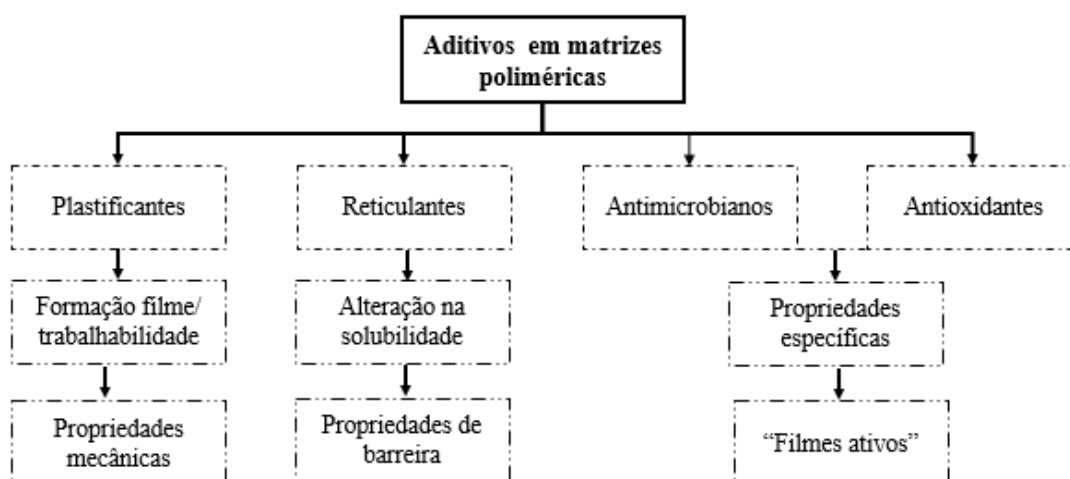 Aditivos em matrizes
poliméricas
Plastificantes
Reticulantes
Antimicrobianos
Antioxidantes
Formação filme/
trabalhabilidade
Alteração na
solubilidade
Propriedades
específicas
Propriedades
mecânicas
Propriedades de
barreira
“Filmes ativos”